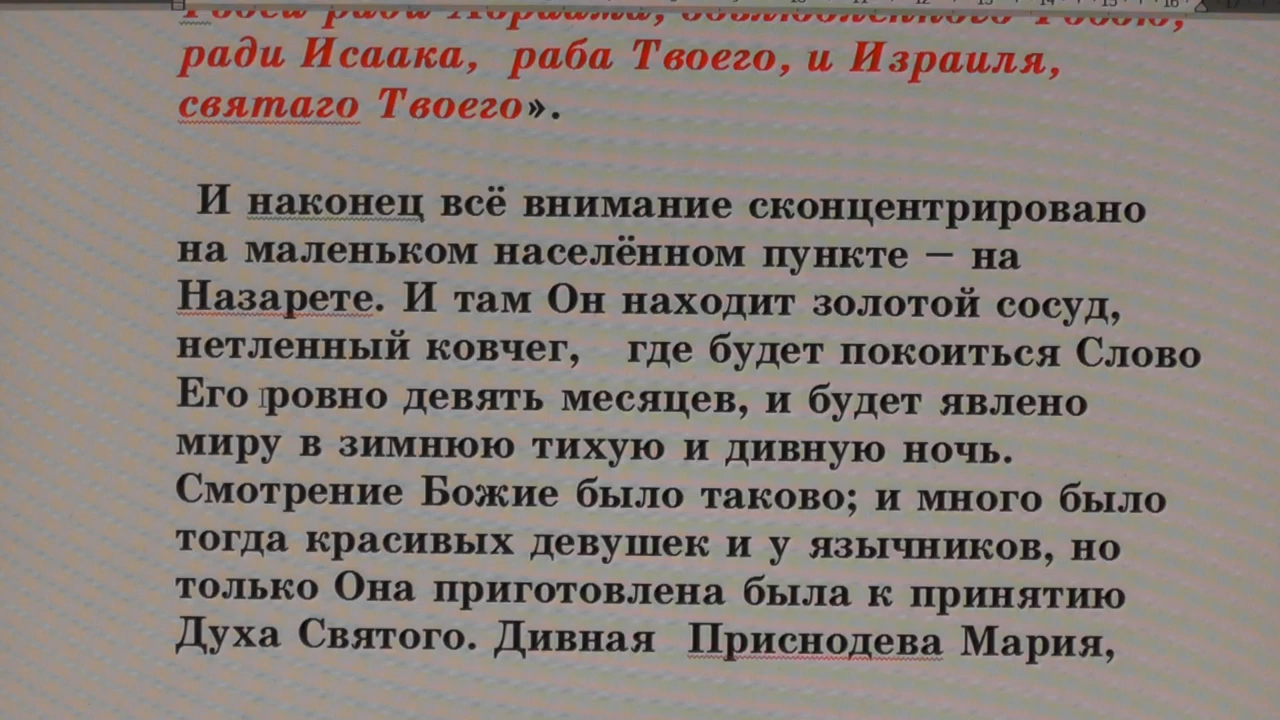 ради Исаака, раба Твоего, и Израиля,
святаго Твоего».
И наконец всё внимание сконцентрировано
на маленьком населённом пункте – на
Назарете. И там Он находит золотой сосуд,
нетленный ковчег, где будет покоиться Слово
Его ровно девять месяцев, и будет явлено
миру в зимнюю тихую и дивную ночь.
Смотрение Божие было таково; и много было
тогда красивых девушек и у язычников, но
только Она приготовлена была к принятию
Духа Святого. Дивная Приснодева Мария,